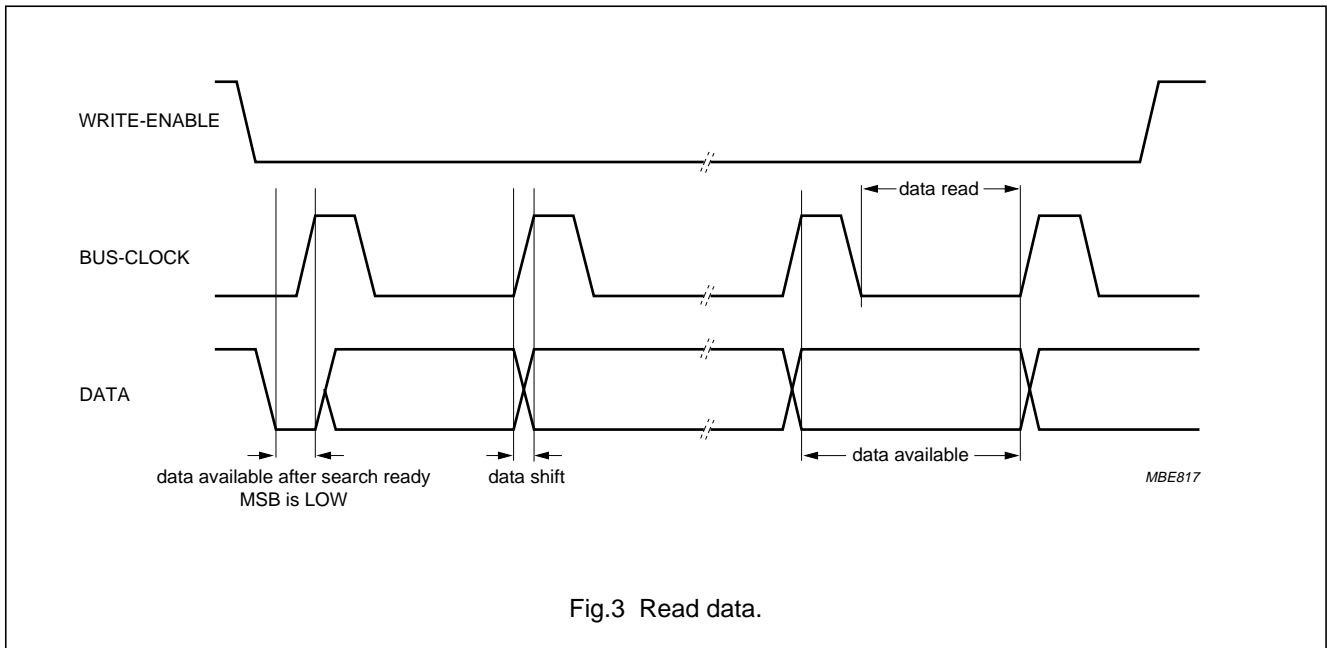 WRITE-ENABLE
data read
BUS-CLOCK
DATA
data available after search ready
MSB is LOW
data shift
data available
MBE817
Fig.3 Read data.